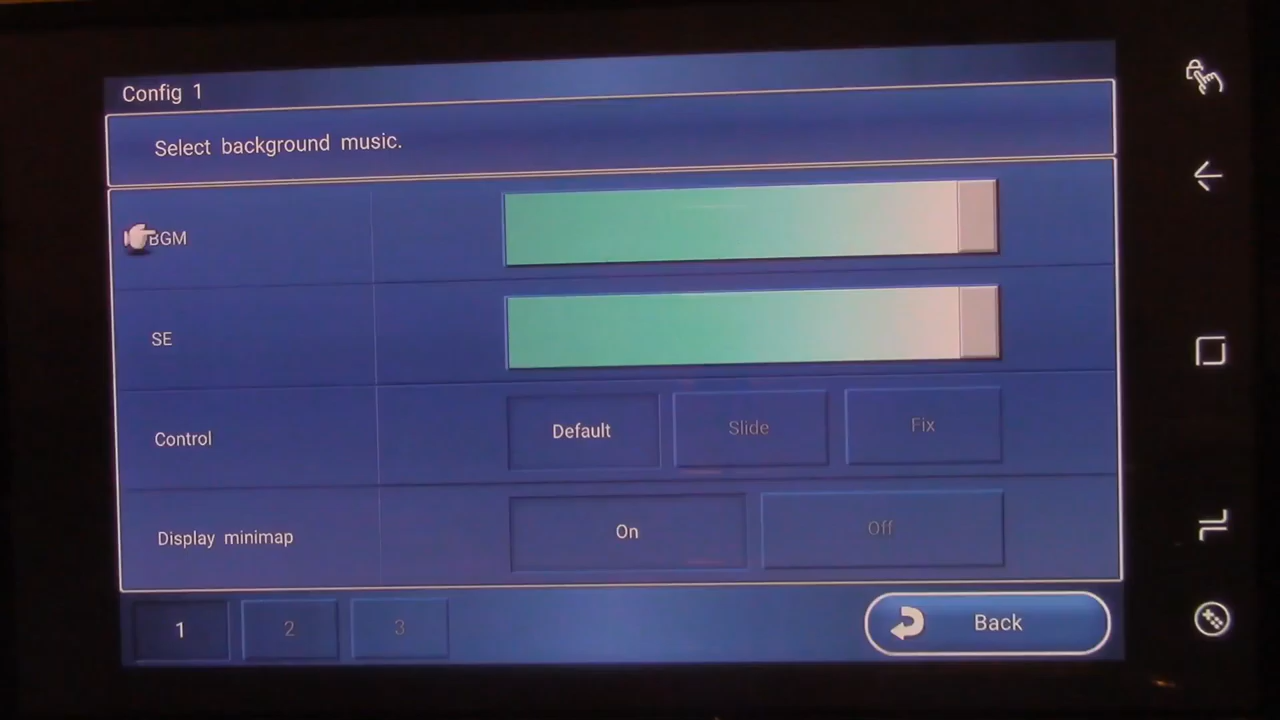 Config 1
Select background music.
BGM
SE
Control
Default
Slide
Fix
Display minimap
On
Off
1
2
3
Back